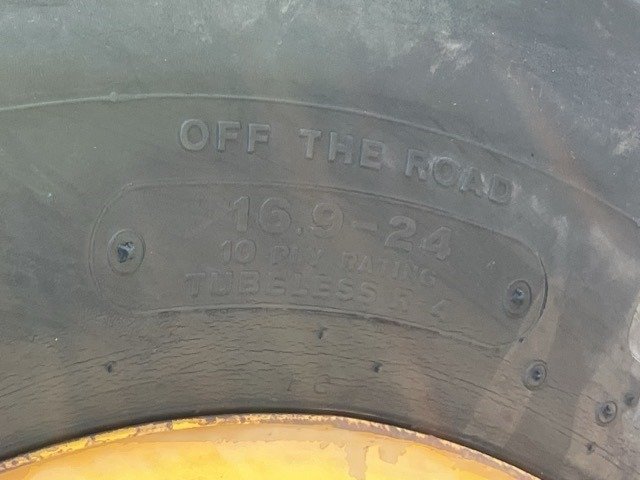 OFF THE ROAD
16.9-24
10 PLY RATING
TUBELESS R-4